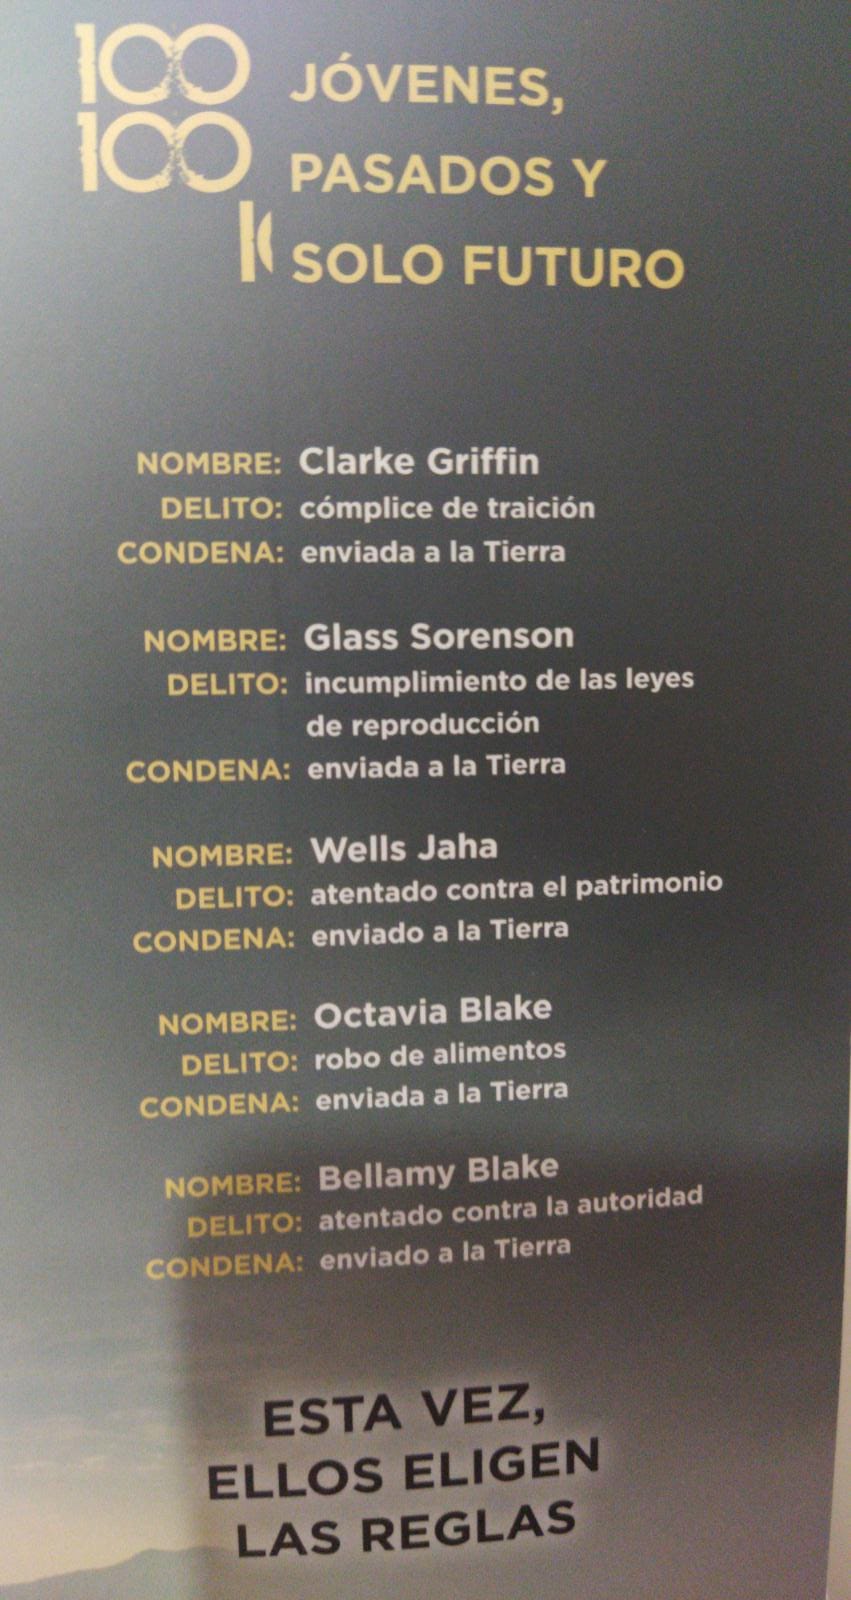 100 JÓVENES,
100 PASADOS Y
1 SOLO FUTURO
NOMBRE: Clarke Griffin
DELITO: cómplice de traición
CONDENA: enviada a la Tierra
NOMBRE: Glass Sorenson
DELITO: incumplimiento de las leyes
de reproducción
CONDENA: enviada a la Tierra
NOMBRE: Wells Jaha
DELITO: atentado contra el patrimonio
CONDENA: enviado a la Tierra
NOMBRE: Octavia Blake
DELITO: robo de alimentos
CONDENA: enviada a la Tierra
NOMBRE: Bellamy Blake
DELITO: atentado contra la autoridad
CONDENA: enviado a la Tierra
ESTA VEZ,
ELLOS ELIGEN
LAS REGLAS